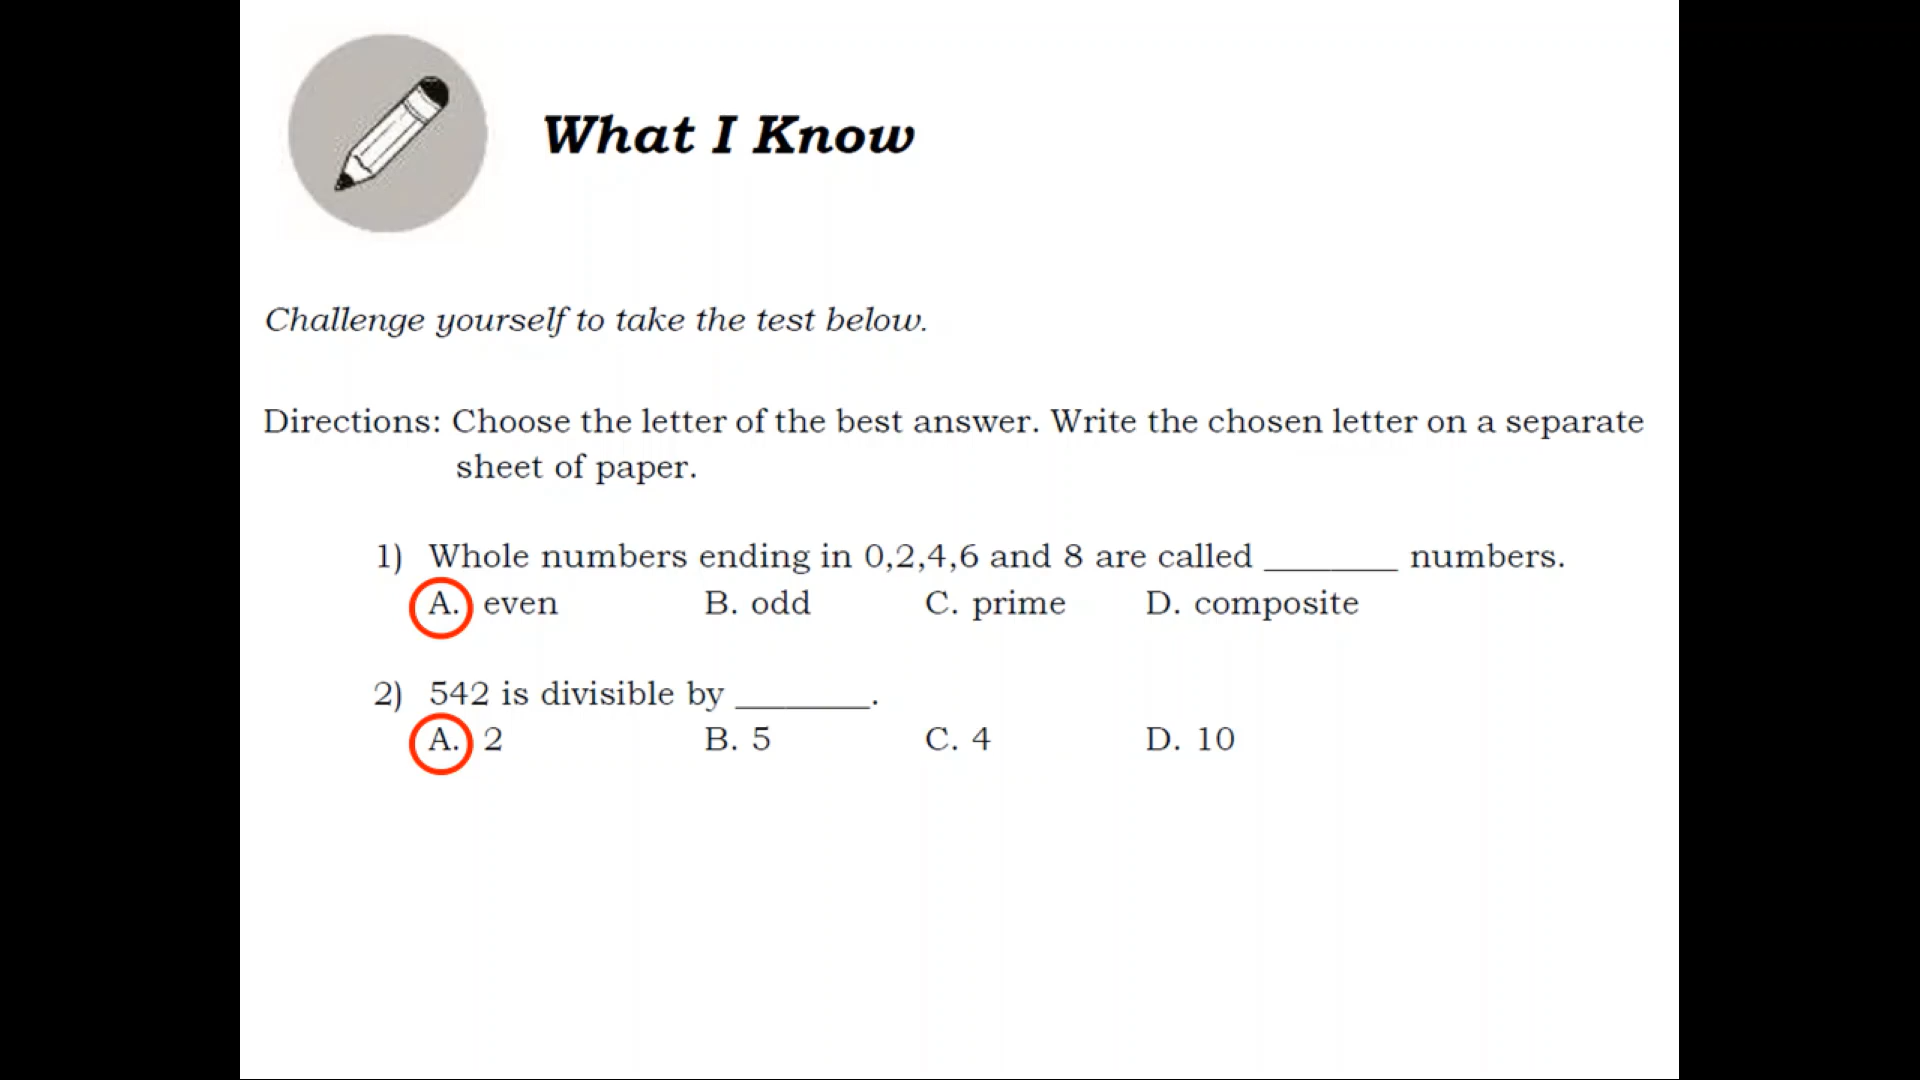 What I Know
Challenge yourself to take the test below.
Directions: Choose the letter of the best answer. Write the chosen letter on a separate
sheet of paper.
1) Whole numbers ending in 0,2,4,6 and 8 are called ________ numbers.
A. even B. odd C. prime D. composite
2) 542 is divisible by ________.
A. 2 B. 5 C. 4 D. 10